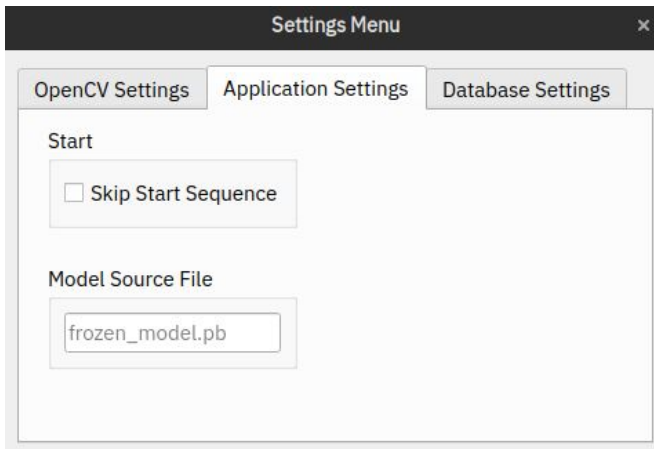 Settings Menu ×
OpenCV Settings Application Settings Database Settings
Start
Skip Start Sequence
Model Source File
frozen_model.pb